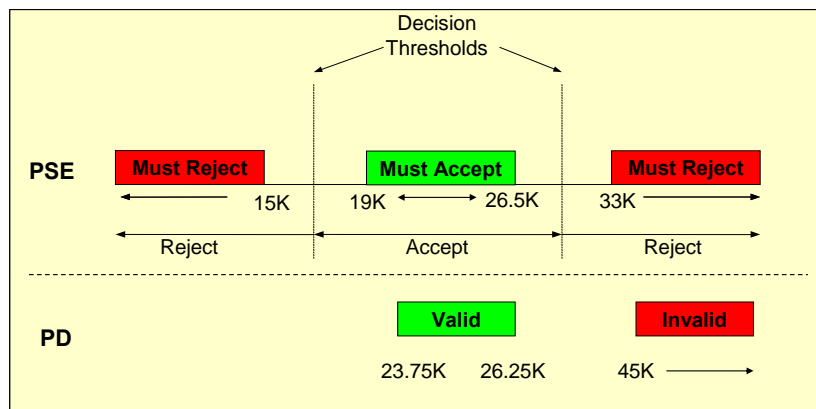 Decision
Thresholds
PSE
Must Reject
Must Accept
Must Reject
15K
19K
26.5K
33K
Reject
Accept
Reject
PD
Valid
Invalid
23.75K
26.25K
45K